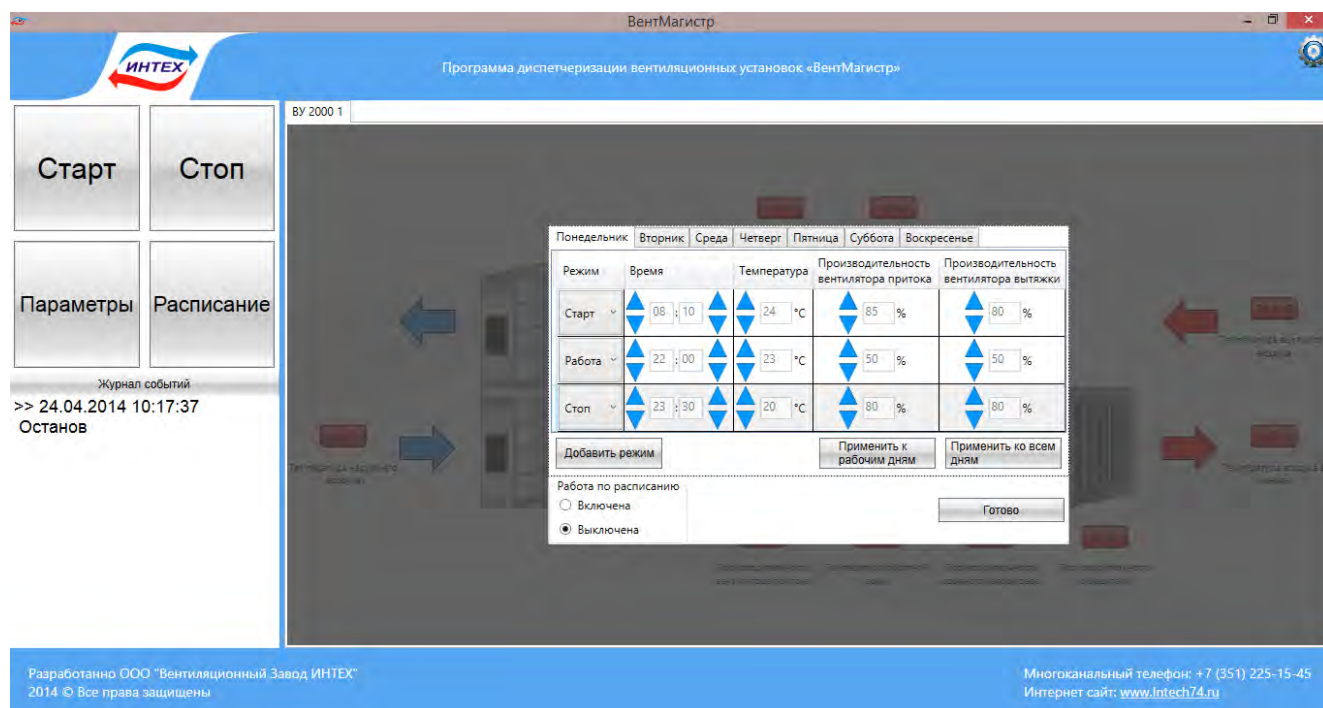 ВентМагистр
ИНТЕХ
Программа диспетчеризации вентиляционных установок «ВентМагистр»
ВУ 2000 1
Старт
Стоп
Параметры
Расписание
Журнал событий
>> 24.04.2014 10:17:37
Останов
Понедельник Вторник Среда Четверг Пятница Суббота Воскресенье
Режим Время Температура Производительность вентилятора притока Производительность вентилятора вытяжки
Старт 08 : 10 24 °C 85 % 80 %
Работа 22 : 00 23 °C 50 % 50 %
Стоп 23 : 30 20 °C 80 % 80 %
Добавить режим
Применить к
рабочим дням
Применить ко всем
дням
Работа по расписанию
Включена
Выключена
Готово
Разработанно ООО "Вентиляционный Завод ИНТЕХ"
2014 © Все права защищены
Многоканальный телефон: +7 (351) 225-15-45
Интернет сайт: www.Intech74.ru